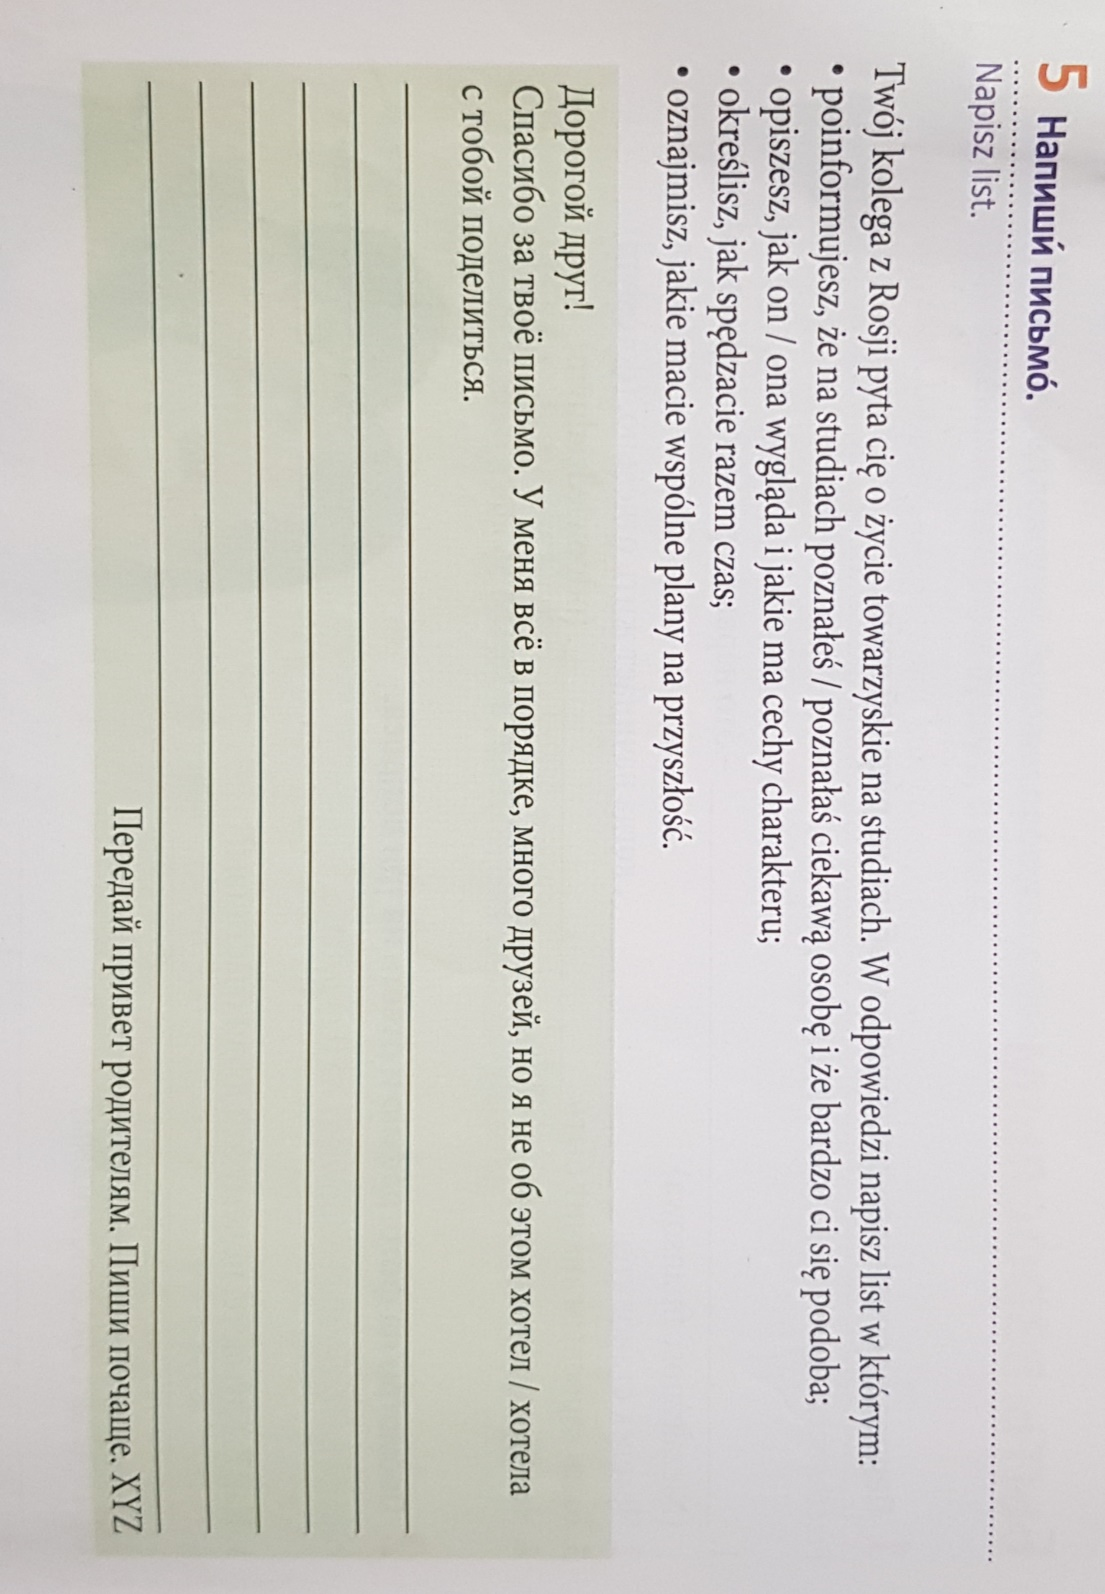 5 Напиши́ письмо́.
Napisz list.
Twój kolega z Rosji pyta cię o życie towarzyskie na studiach. W odpowiedzi napisz list w którym:
• poinformujesz, że na studiach poznałeś / poznałaś ciekawą osobę i że bardzo ci się podoba;
• opiszesz, jak on / ona wygląda i jakie ma cechy charakteru;
• określisz, jak spędzacie razem czas;
• oznajmisz, jakie macie wspólne plany na przyszłość.
Дорогой друг!
Спасибо за твоё письмо. У меня всё в порядке, много друзей, но я не об этом хотел / хотела
с тобой поделиться.
Передай привет родителям. Пиши почаще. XYZ